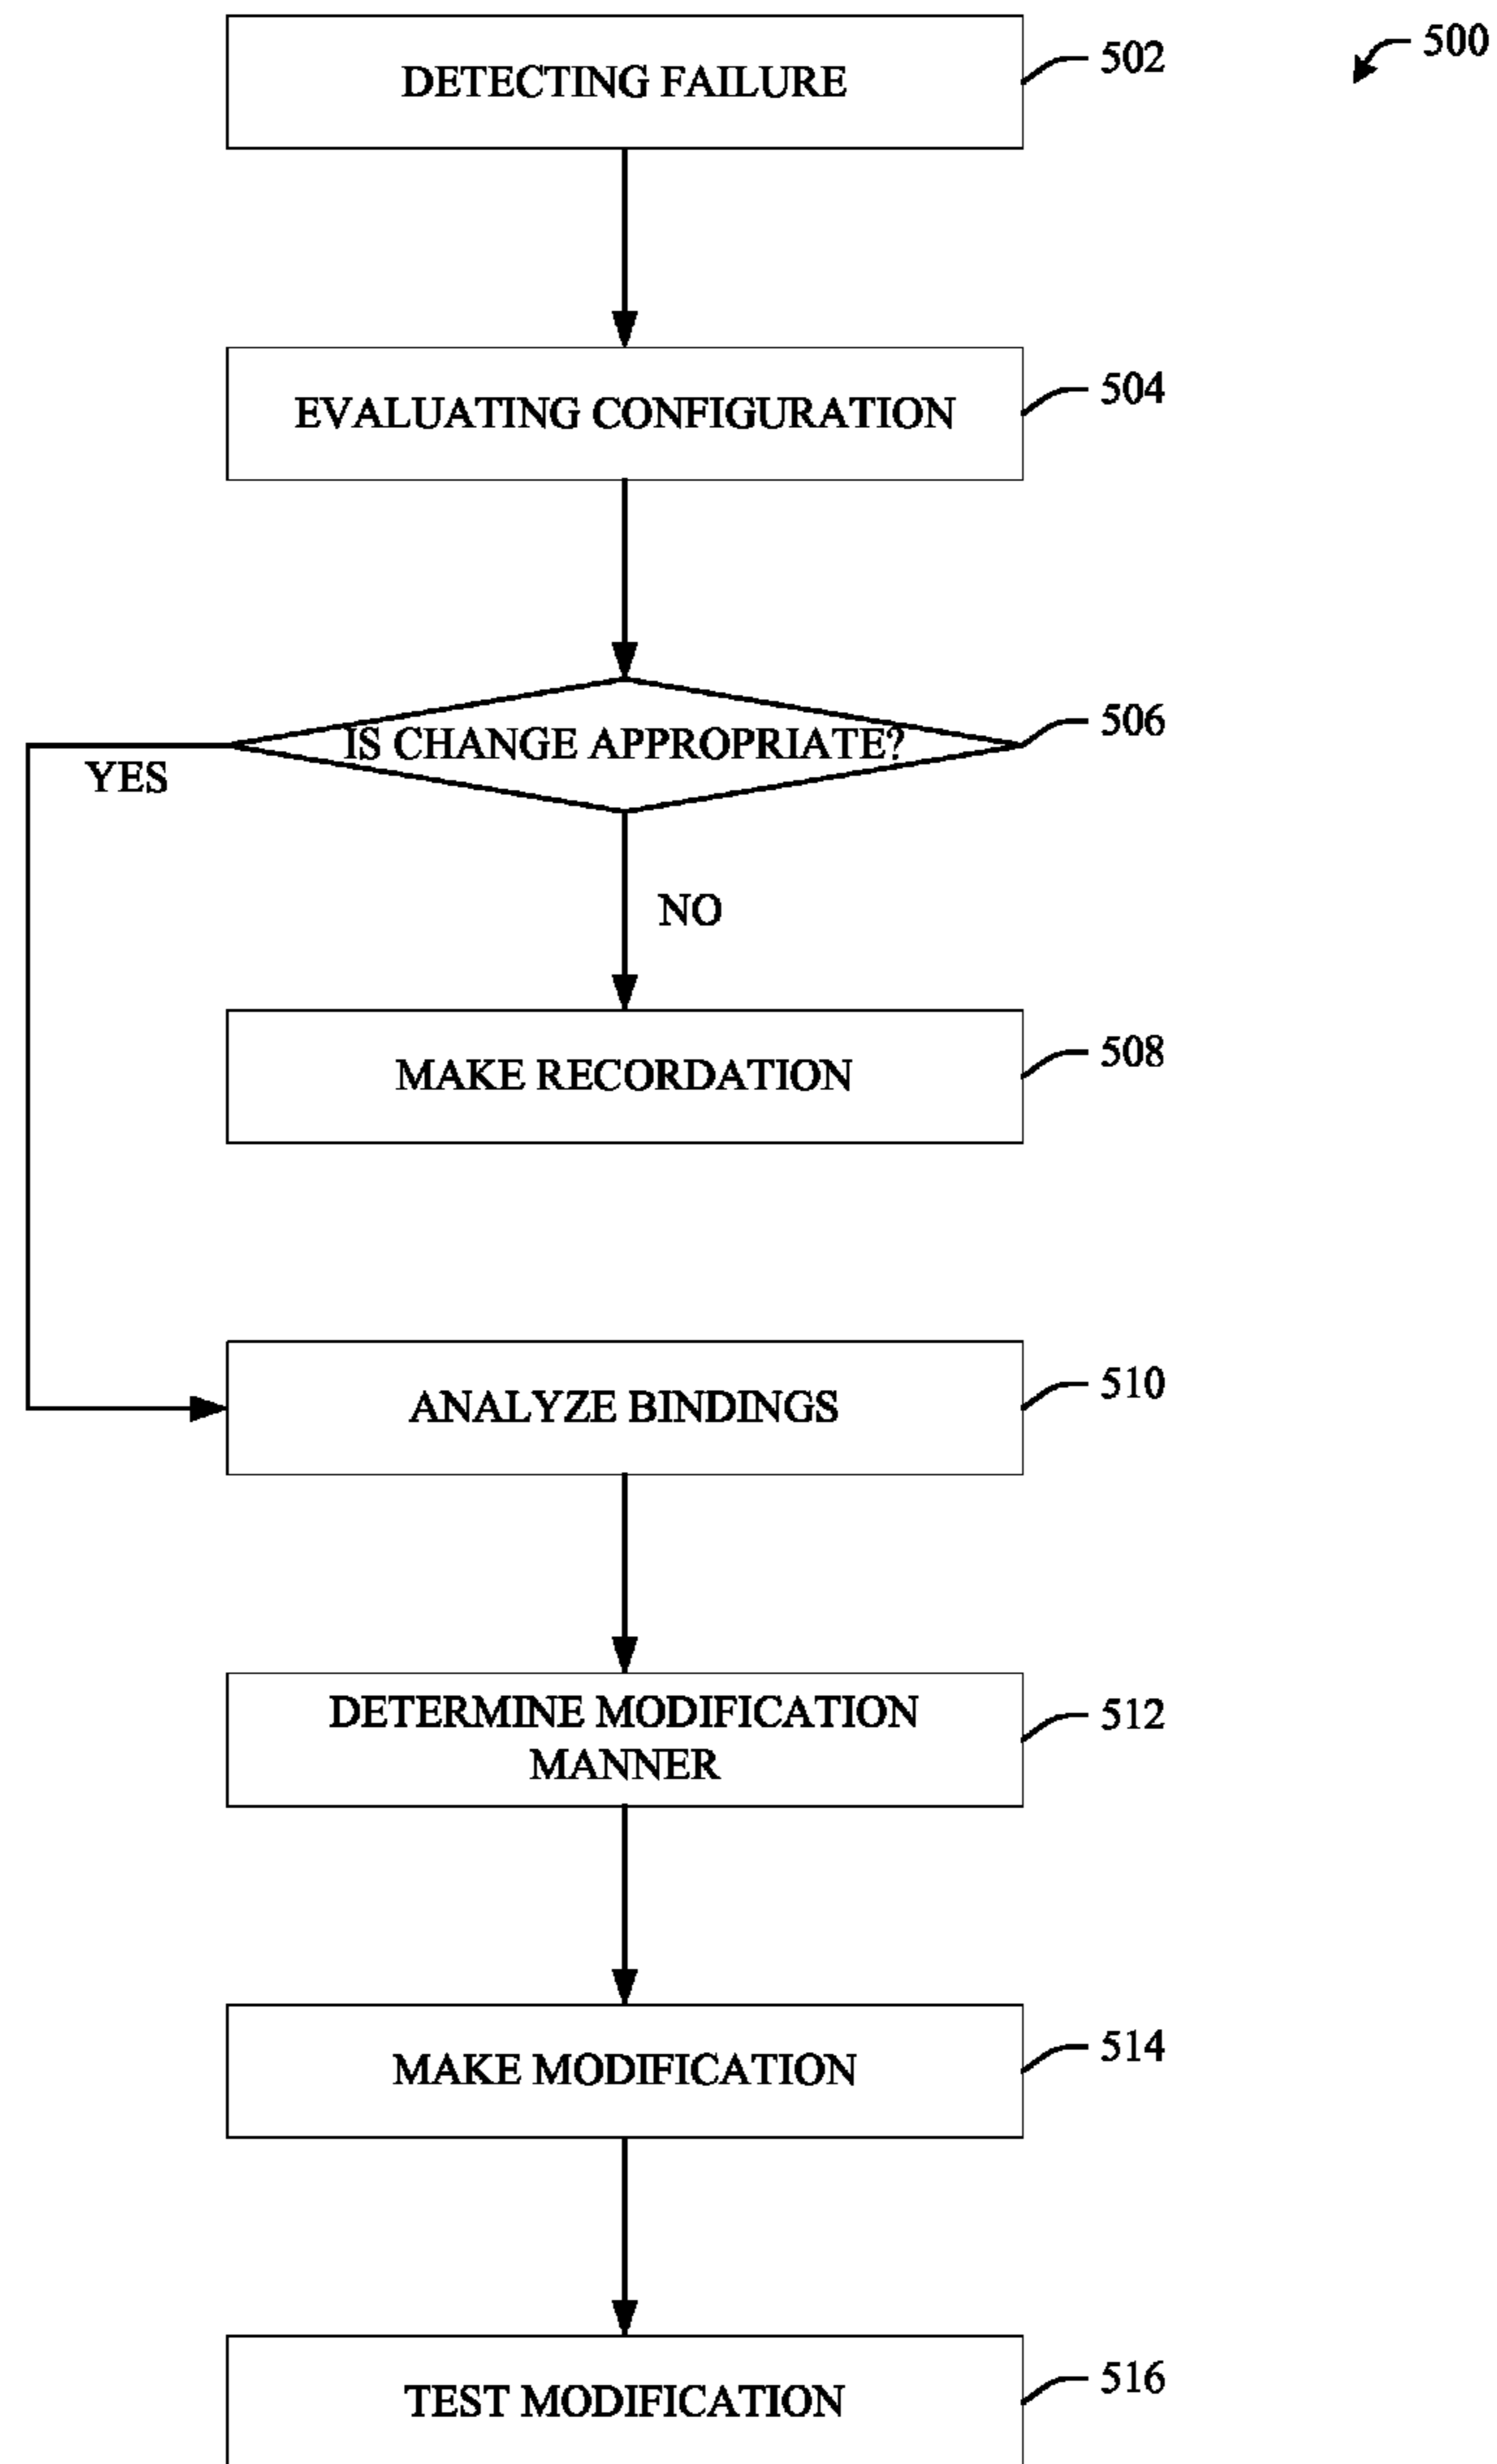 500
DETECTING FAILURE
502
EVALUATING CONFIGURATION
504
IS CHANGE APPROPRIATE?
506
YES
NO
MAKE RECORDATION
508
ANALYZE BINDINGS
510
DETERMINE MODIFICATION
MANNER
512
MAKE MODIFICATION
514
TEST MODIFICATION
516